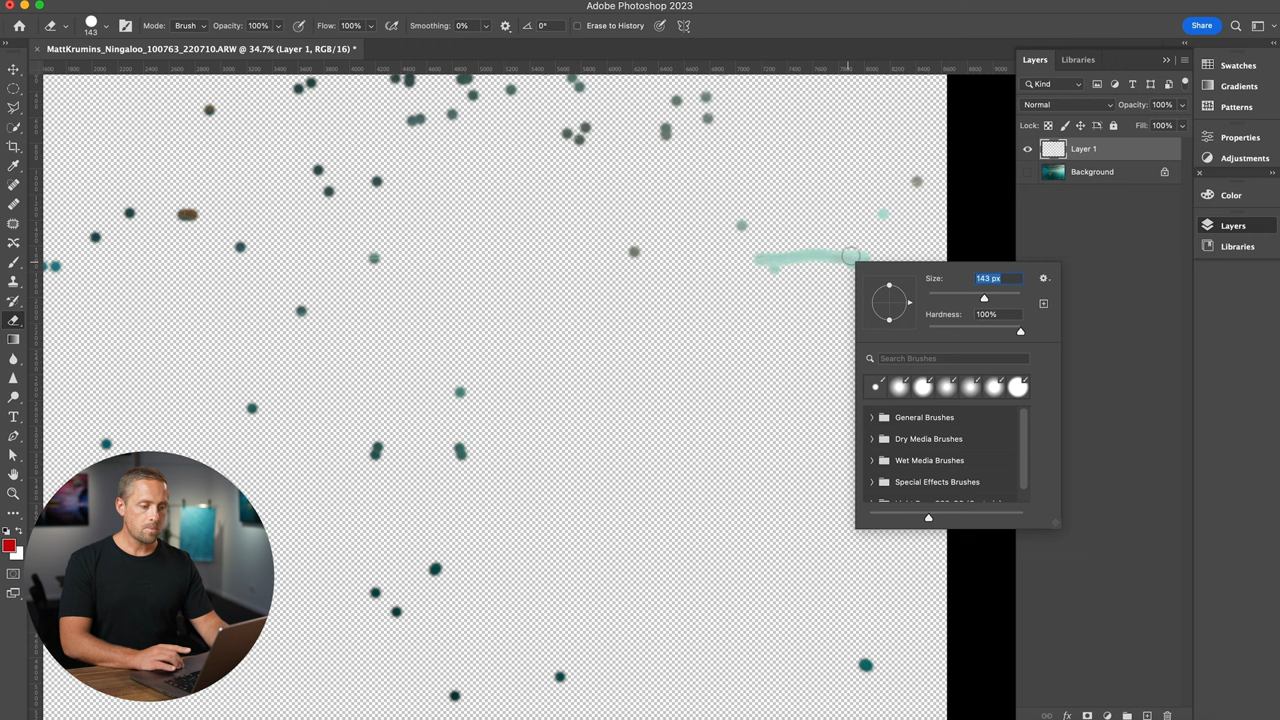 Adobe Photoshop 2023
143
Mode: Brush
Opacity: 100%
Flow: 100%
Smoothing: 0%
0°
Erase to History
Share
MattKrumins_Ningaloo_100763_220710.ARW @ 34.7% (Layer 1, RGB/16) *
Layers
Libraries
Kind
Normal
Opacity: 100%
Lock:
Fill: 100%
Layer 1
Background
Swatches
Gradients
Patterns
Properties
Adjustments
Color
Layers
Libraries
Size:
143 px
Hardness:
100%
Search Brushes
General Brushes
Dry Media Brushes
Wet Media Brushes
Special Effects Brushes
fx